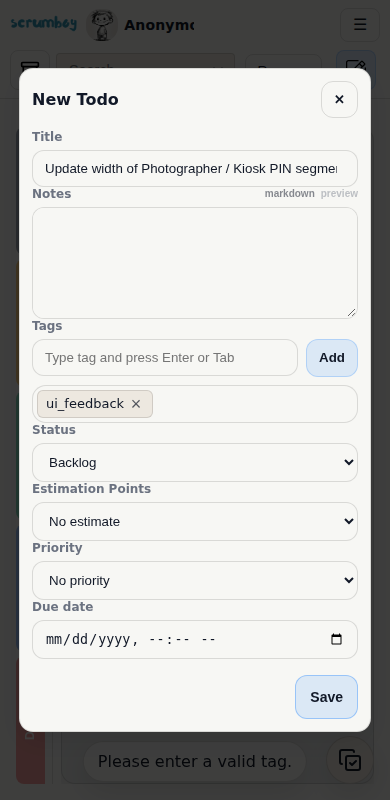 scrumboy
Anonym
☰
New Todo
×
Title
Update width of Photographer / Kiosk PIN segme
Notes
markdown preview
Tags
Type tag and press Enter or Tab
Add
ui_feedback ×
Status
Backlog
Estimation Points
No estimate
Priority
No priority
Due date
mm/dd/yyyy, --:-- --
Save
Please enter a valid tag.